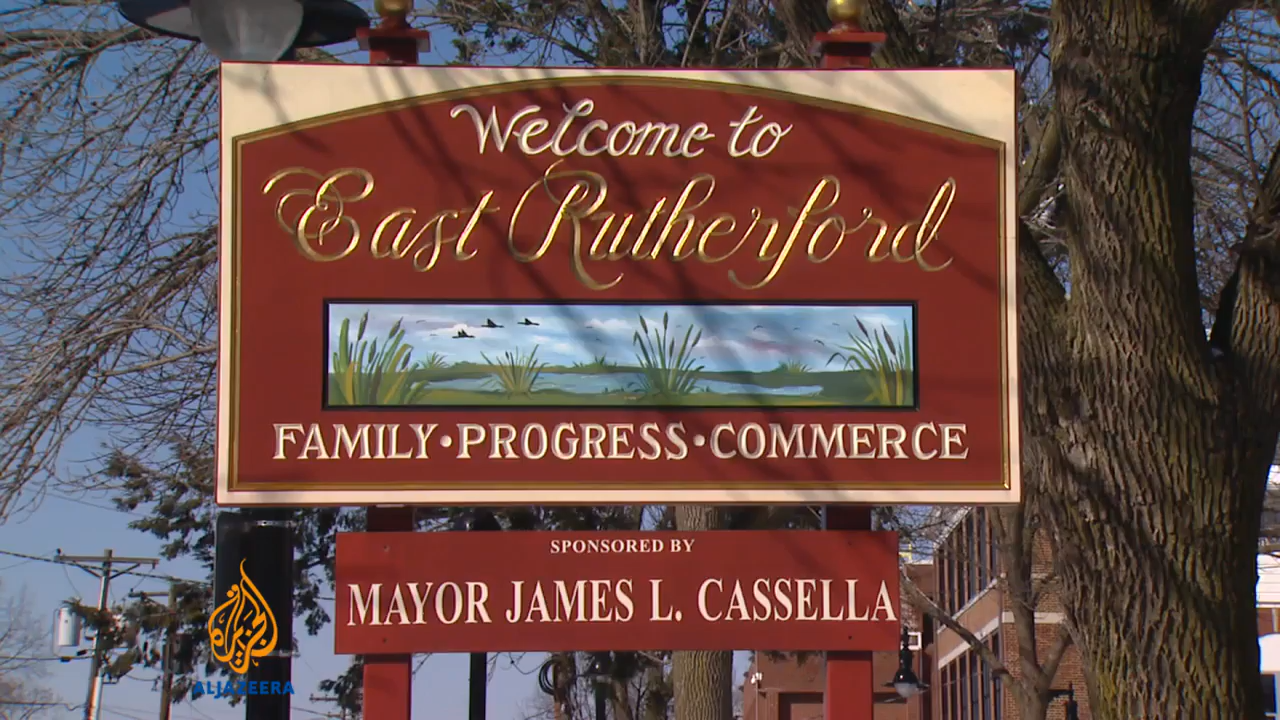 Welcome to
East Rutherford
FAMILY • PROGRESS • COMMERCE
SPONSORED BY
MAYOR JAMES L. CASSELLA
الجزيرة
ALJAZEERA